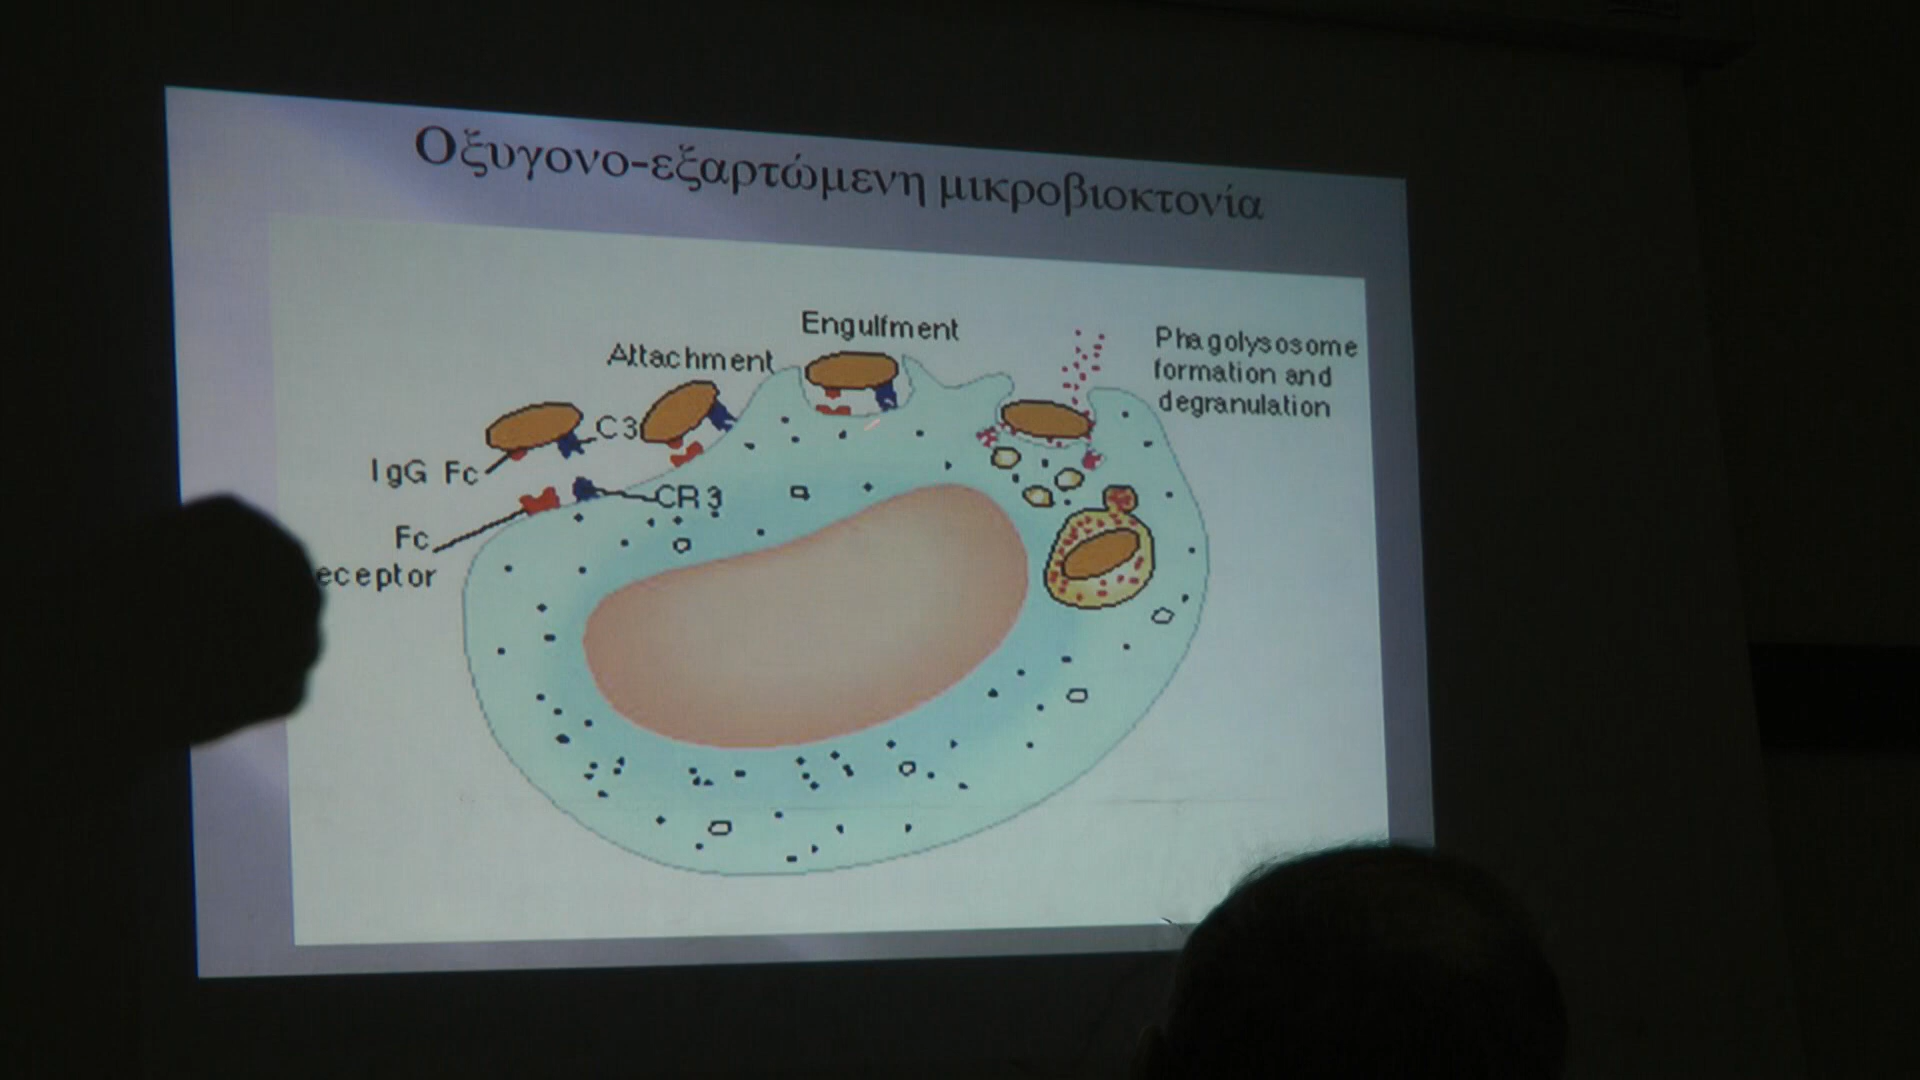 Οξυγονο-εξαρτώμενη μικροβιοκτονία
Engulfment
Attachment
Phagolysosome
formation and
degranulation
C3
IgG Fc
CR3
Fc
eceptor